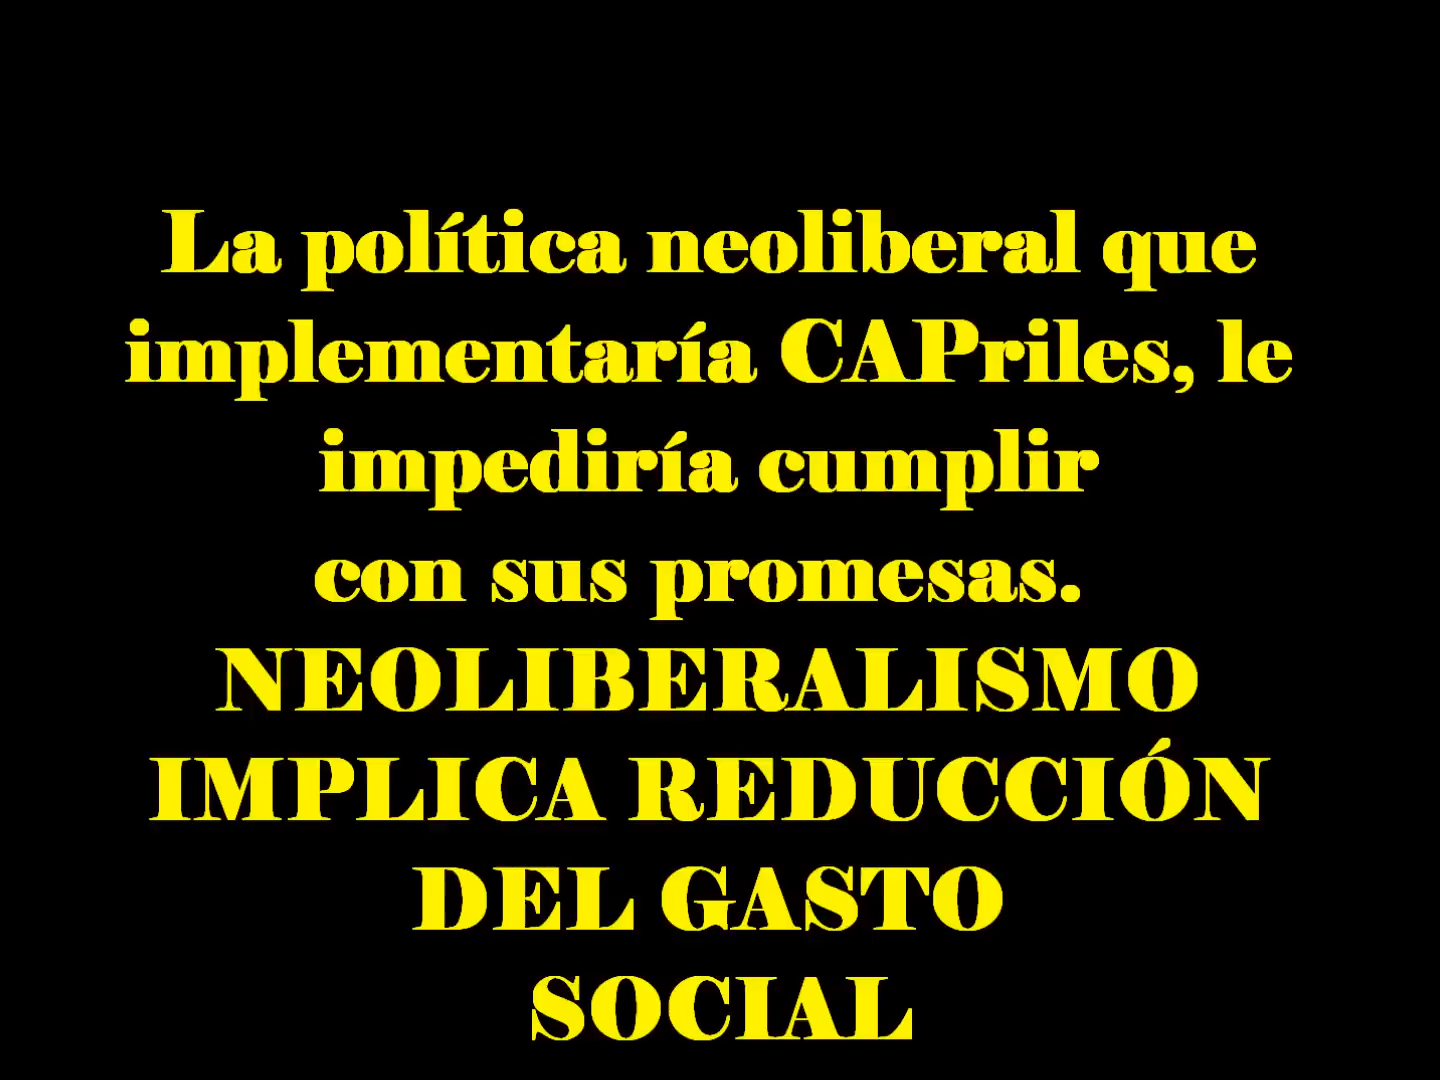 La política neoliberal que
implementaría CAPriles, le
impediría cumplir
con sus promesas.
NEOLIBERALISMO
IMPLICA REDUCCIÓN
DEL GASTO
SOCIAL